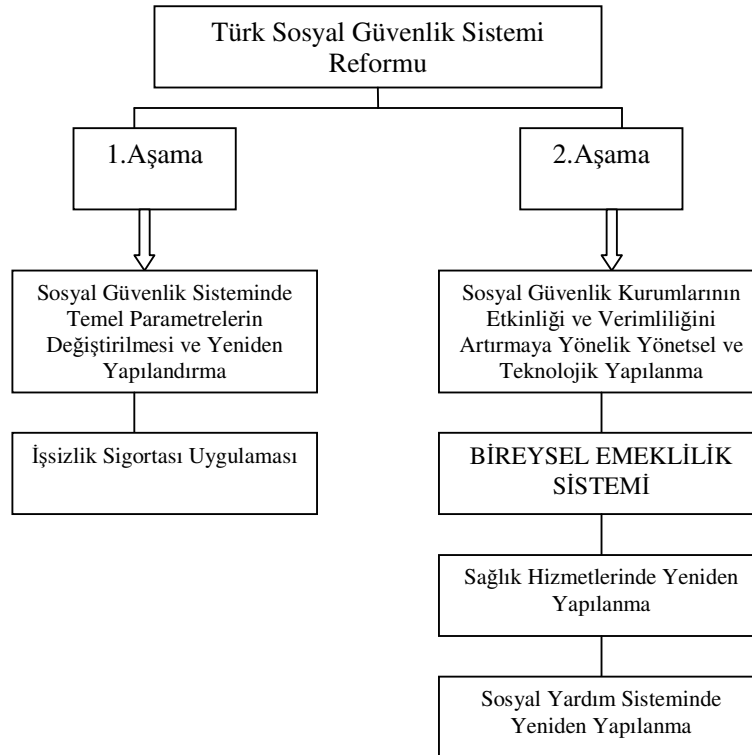 Türk Sosyal Güvenlik Sistemi
Reformu
1.Aşama
2.Aşama
Sosyal Güvenlik Sisteminde
Temel Parametrelerin
Değiştirilmesi ve Yeniden
Yapılandırma
Sosyal Güvenlik Kurumlarının
Etkinliği ve Verimliliğini
Artırmaya Yönelik Yönetsel ve
Teknolojik Yapılanma
İşsizlik Sigortası Uygulaması
BİREYSEL EMEKLİLİK
SİSTEMİ
Sağlık Hizmetlerinde Yeniden
Yapılanma
Sosyal Yardım Sisteminde
Yeniden Yapılanma